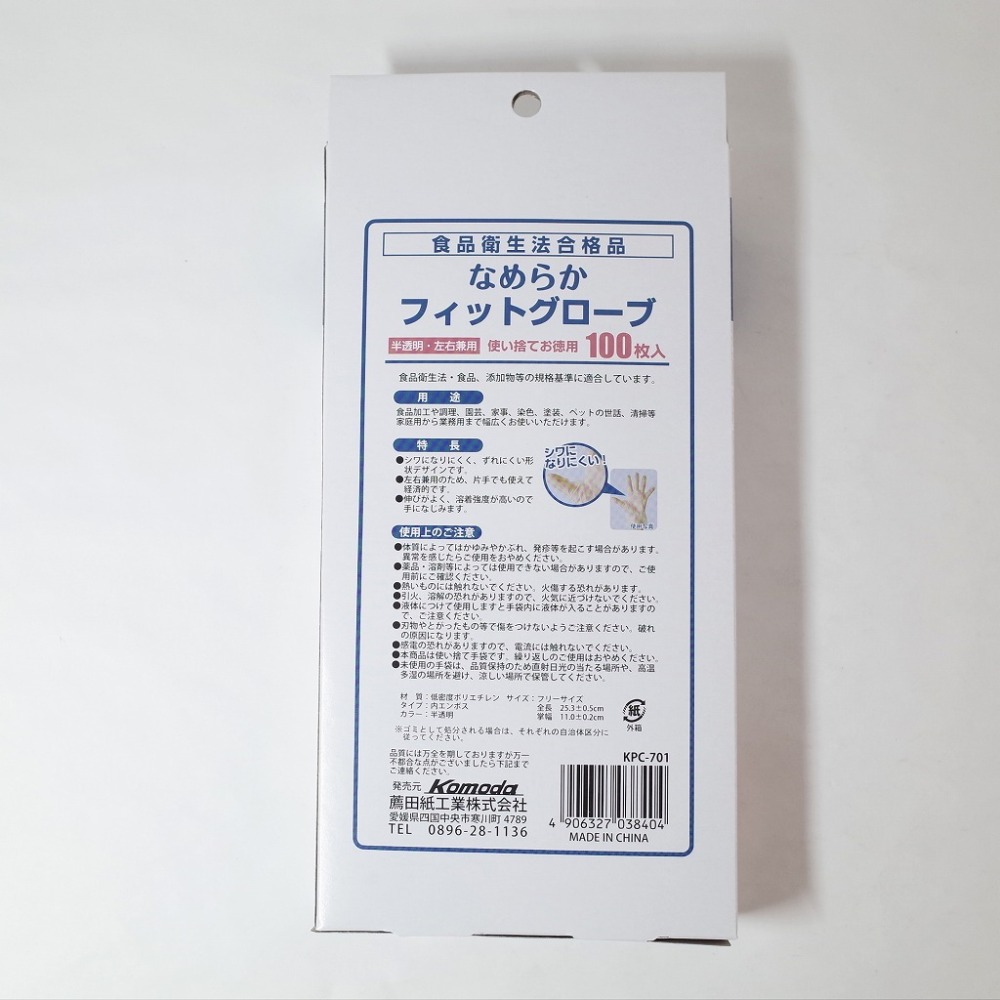 食品衛生法合格品
なめらか
フィットグローブ
半透明・左右兼用 使い捨てお徳用 100枚入
食品衛生法・食品、添加物等の規格基準に適合しています。
用途
食品加工や調理、園芸、家事、染色、塗装、ペットの世話、清掃等
家庭用から業務用まで幅広くお使いいただけます。
特長
●シワになりにくく、ずれにくい形
状デザインです。
●左右兼用のため、片手でも使えて
経済的です。
●伸びがよく、溶着強度が高いので
手になじみます。
シワに
なりにくい!
使用上のご注意
●体質によってはかゆみやかぶれ、発疹等を起こす場合があります。
異常を感じたらご使用をおやめください。
●薬品・溶剤等によっては使用できない場合がありますので、ご使
用前にご確認ください。
●熱いものには触れないでください。火傷する恐れがあります。
●引火、溶解の恐れがありますので、火気に近づけないでください。
●液体につけて使用しますと手袋内に液体が入ることがありますの
で、ご注意ください。
●刃物やとがったもの等で傷をつけないようご注意ください。破れ
の原因になります。
●感電の恐れがありますので、電流には触れないでください。
●本商品は使い捨て手袋です。繰り返しのご使用はおやめください。
●未使用の手袋は、品質保持のため直射日光の当たる場所や、高温
多湿の場所を避け、涼しい場所で保管してください。
材質:低密度ポリエチレン サイズ:フリーサイズ
タイプ:内エンボス 全長 25.3±0.5cm
カラー:半透明 掌幅 11.0±0.2cm
紙
外箱
※ゴミとして処分される場合は、それぞれの自治体区分に
従ってください。
品質には万全を期しておりますが万一
不都合な点がございましたら下記まで
ご連絡ください。
KPC-701
発売元 Komoda
薦田紙工業株式会社
愛媛県四国中央市寒川町4789
TEL 0896-28-1136
4 906327 038404
MADE IN CHINA